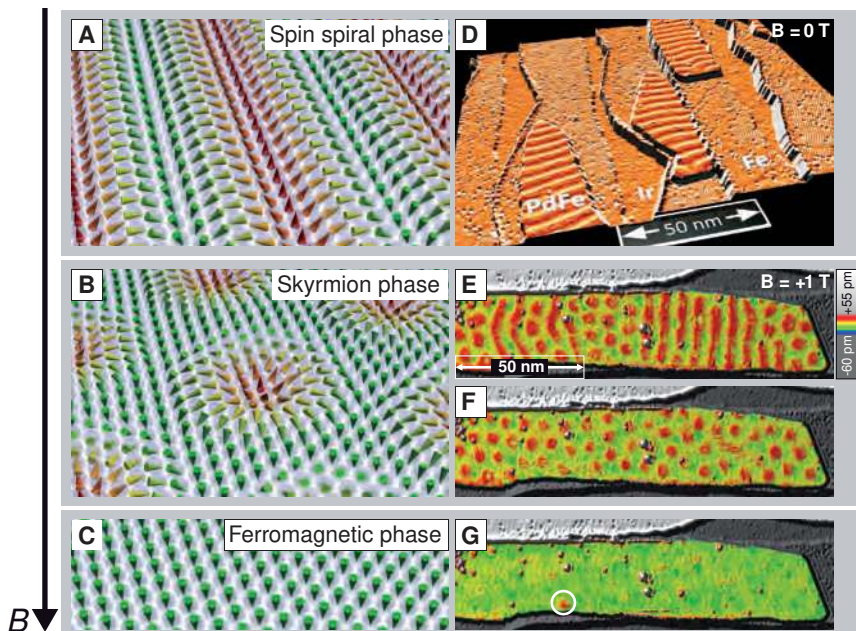 A Spin spiral phase
D B = 0 T
PdFe Ir Fe
50 nm
B Skyrmion phase
E B = +1 T
-60 pm +55 pm
50 nm
F
C Ferromagnetic phase
G
B